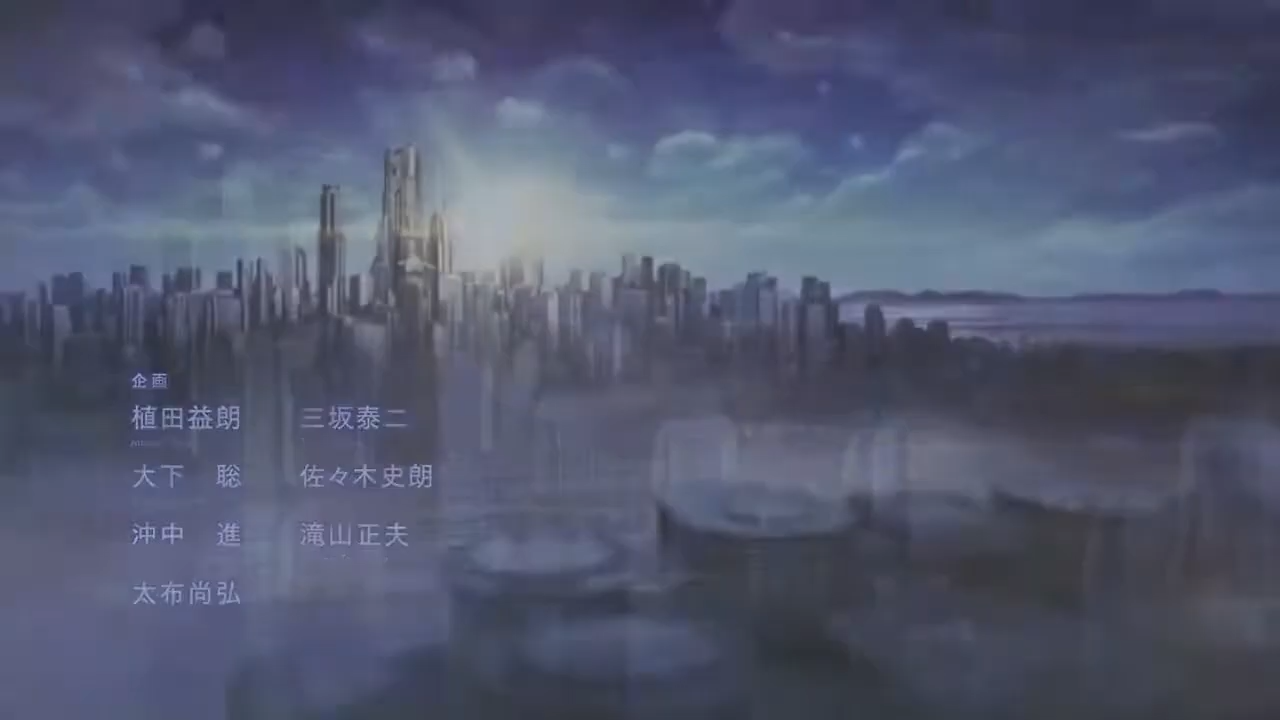 企画
植田益朗 三坂泰二
大下 聡 佐々木史朗
沖中 進 滝山正夫
太布尚弘